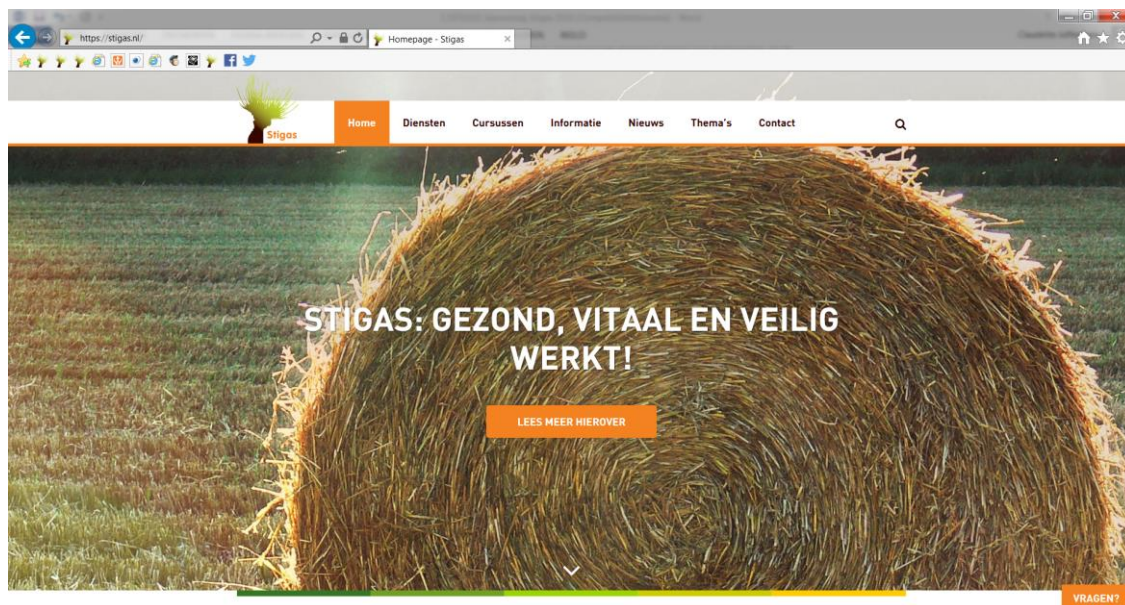 https://stigas.nl/
Homepage - Stigas
Stigas
Home Diensten Cursussen Informatie Nieuws Thema's Contact
STIGAS: GEZOND, VITAAL EN VEILIG
WERKT!
LEES MEER HIEROVER
VRAGEN?